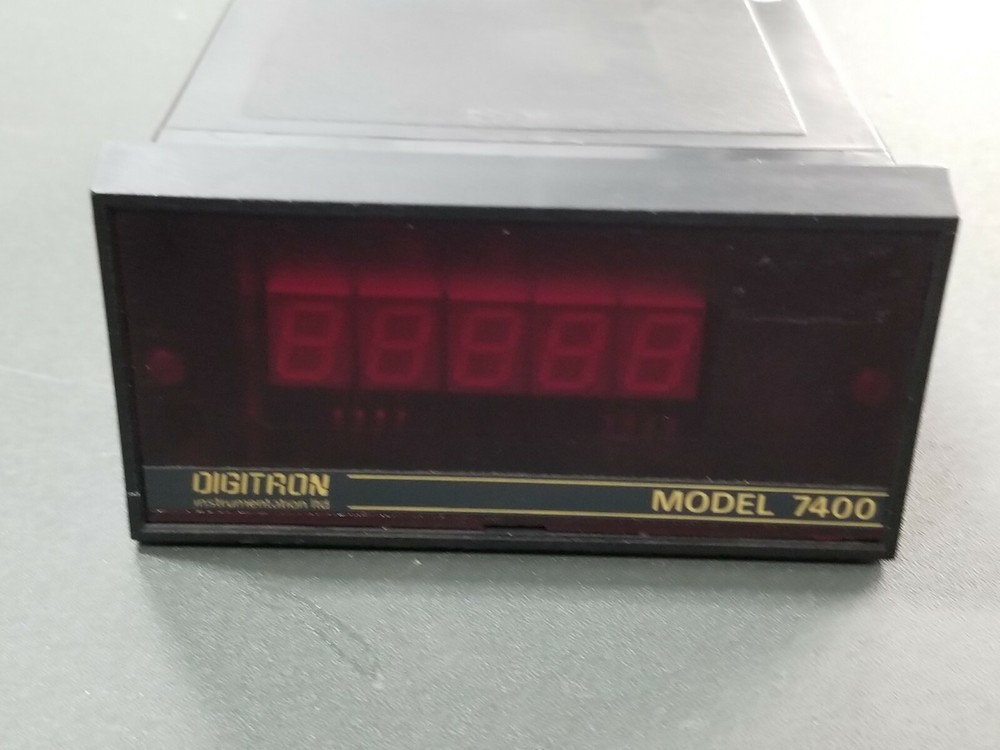 DIGITRON
instrumentation ltd
MODEL 7400